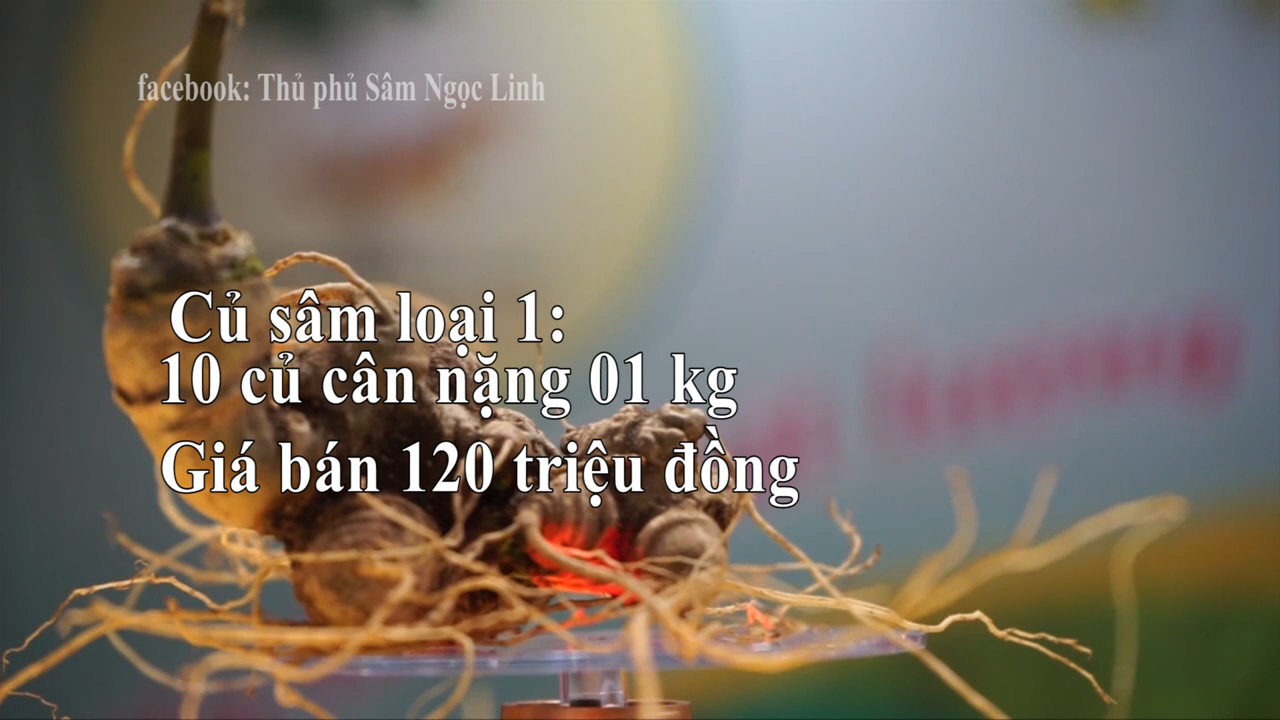 facebook: Thủ phủ Sâm Ngọc Linh
Củ sâm loại 1:
10 củ cân nặng 01 kg
Giá bán 120 triệu đồng